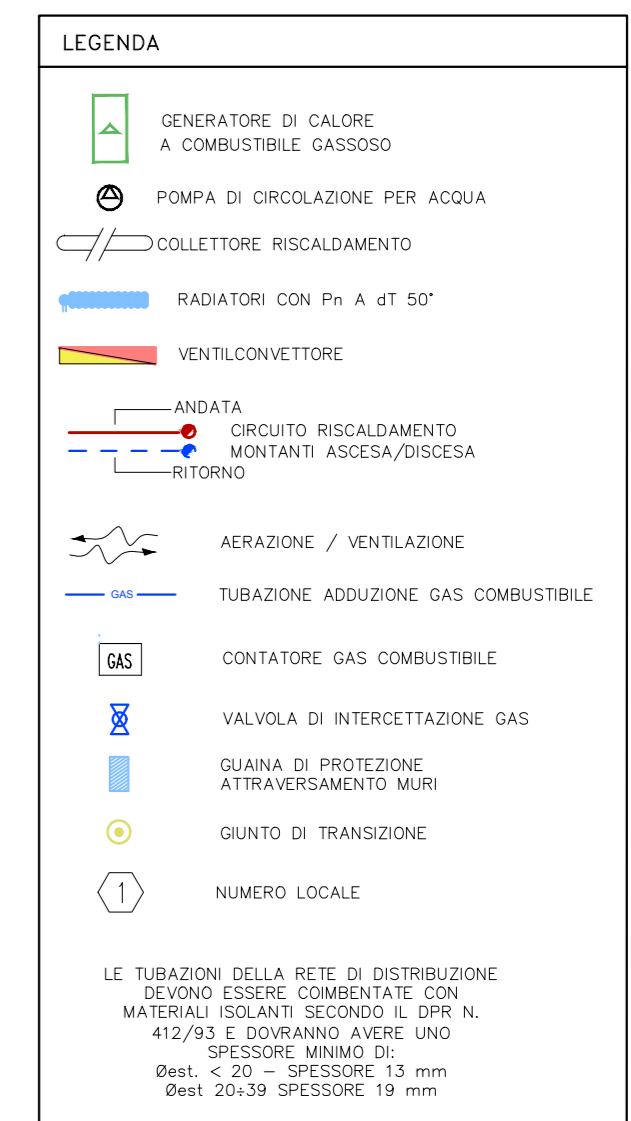 LEGENDA
GENERATORE DI CALORE
A COMBUSTIBILE GASSOSO
POMPA DI CIRCOLAZIONE PER ACQUA
COLLETTORE RISCALDAMENTO
RADIATORI CON Pn A dT 50°
VENTILCONVETTORE
ANDATA
CIRCUITO RISCALDAMENTO
MONTANTI ASCESA/DISCESA
RITORNO
AERAZIONE / VENTILAZIONE
GAS
TUBAZIONE ADDUZIONE GAS COMBUSTIBILE
GAS
CONTATORE GAS COMBUSTIBILE
VALVOLA DI INTERCETTAZIONE GAS
GUAINA DI PROTEZIONE
ATTRAVERSAMENTO MURI
GIUNTO DI TRANSIZIONE
1
NUMERO LOCALE
LE TUBAZIONI DELLA RETE DI DISTRIBUZIONE
DEVONO ESSERE COIMBENTATE CON
MATERIALI ISOLANTI SECONDO IL DPR N.
412/93 E DOVRANNO AVERE UNO
SPESSORE MINIMO DI:
Øest. < 20 – SPESSORE 13 mm
Øest 20÷39 SPESSORE 19 mm